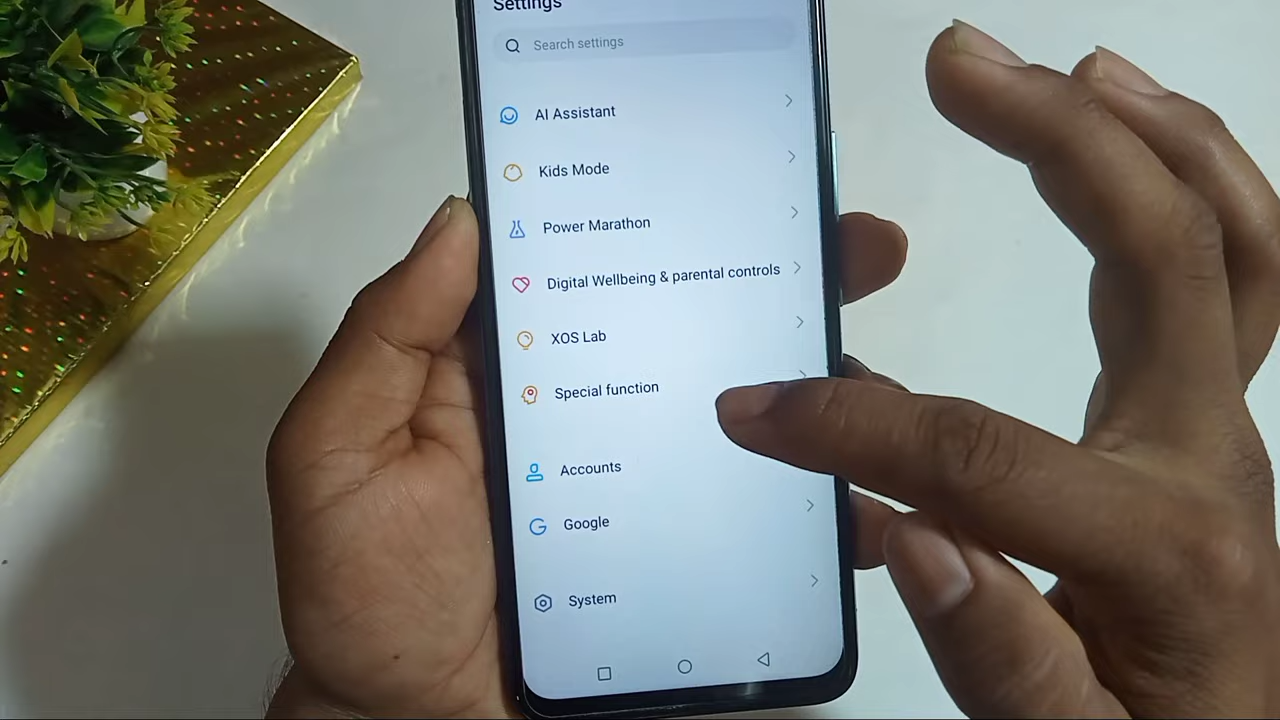 Settings
Search settings
AI Assistant
Kids Mode
Power Marathon
Digital Wellbeing & parental controls
XOS Lab
Special function
Accounts
Google
System